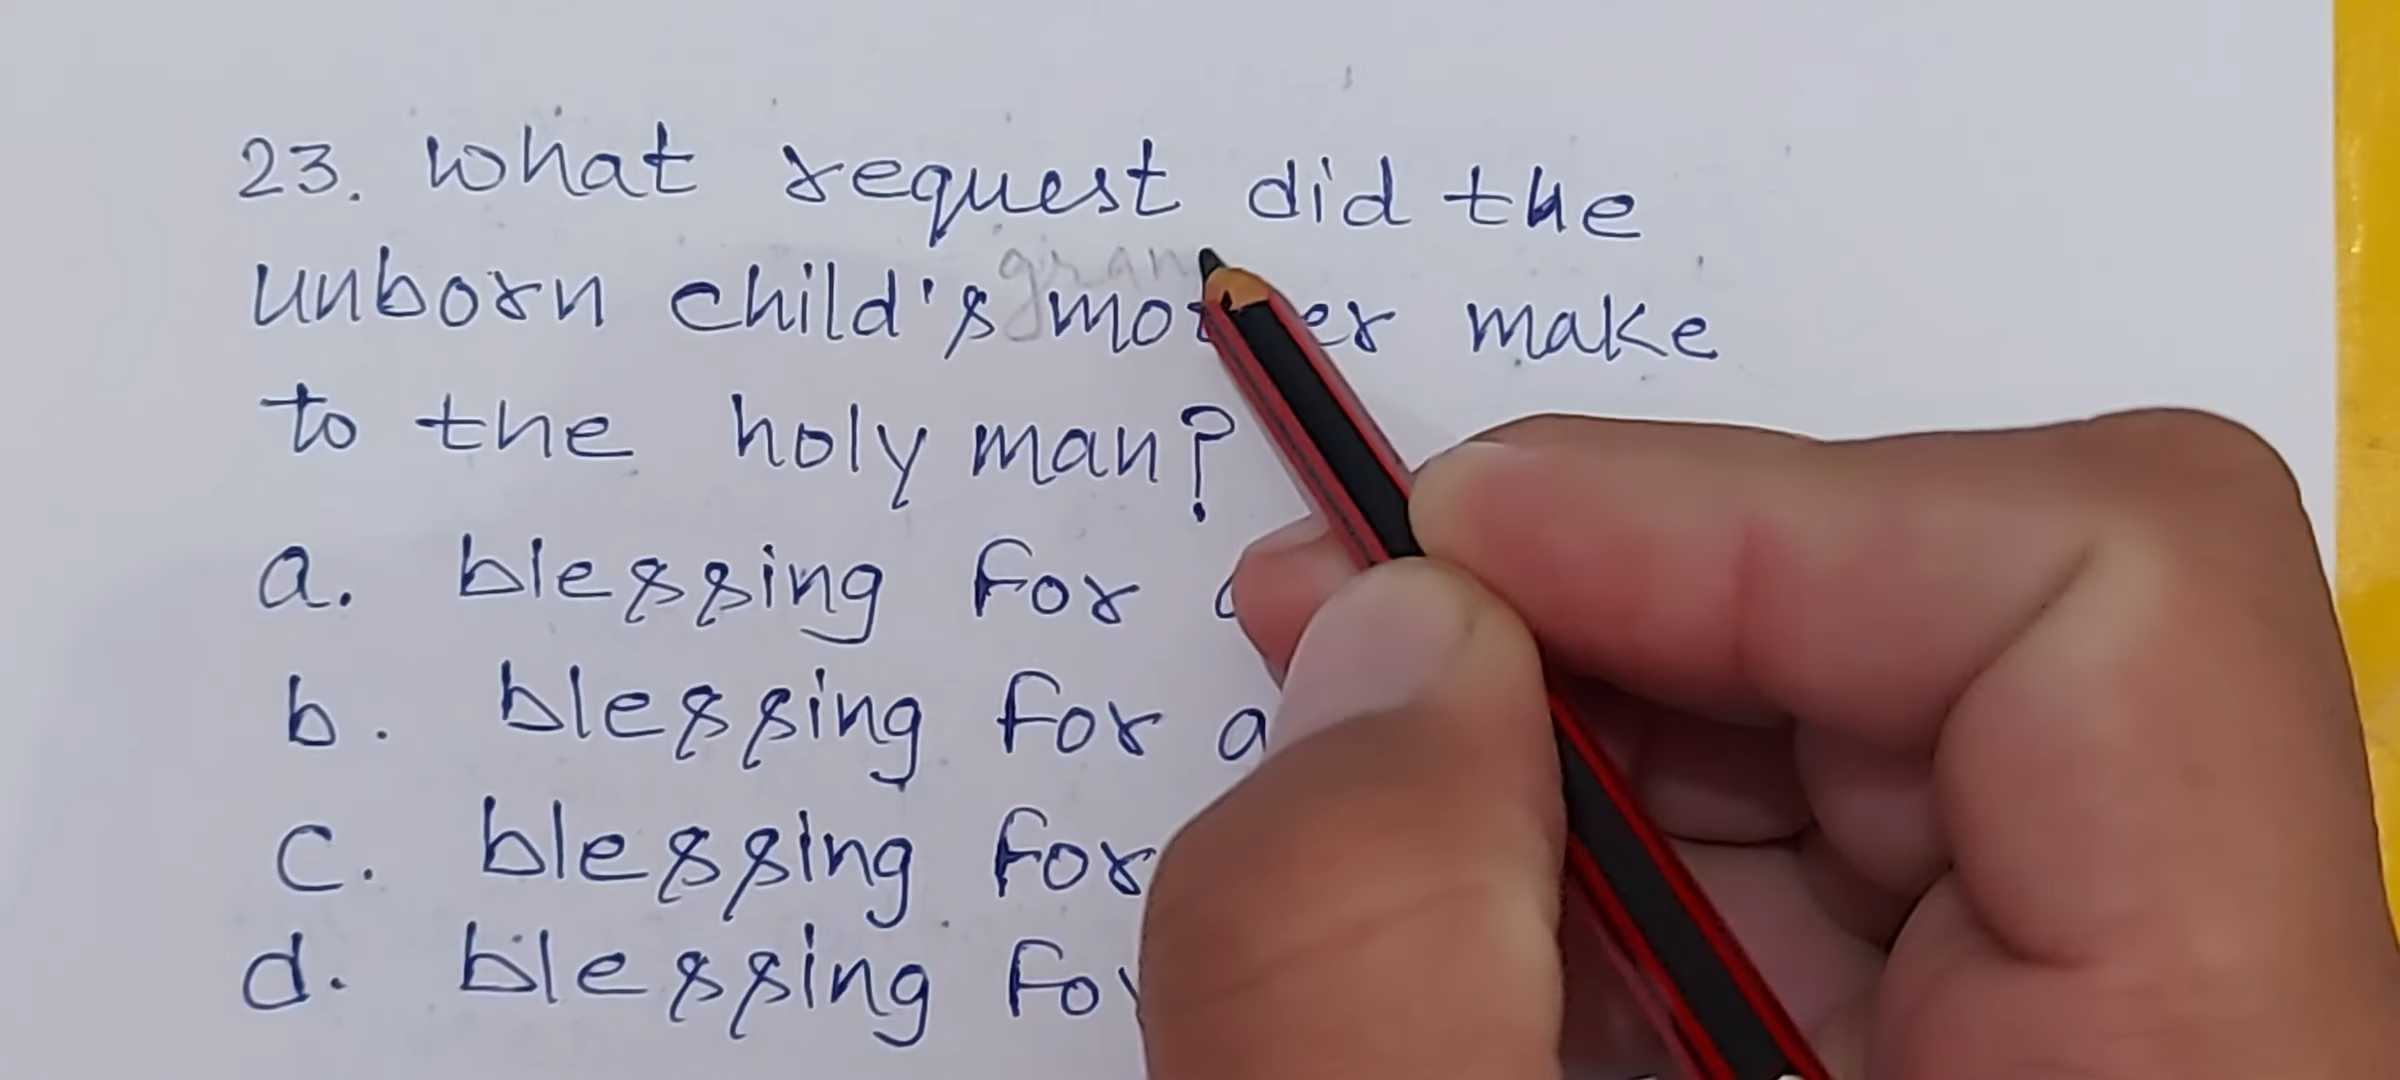 23. What request did the
gran
unborn child's mother make
to the holy man?
a. blessing for
b. blessing for a
c. blessing for
d. blessing for